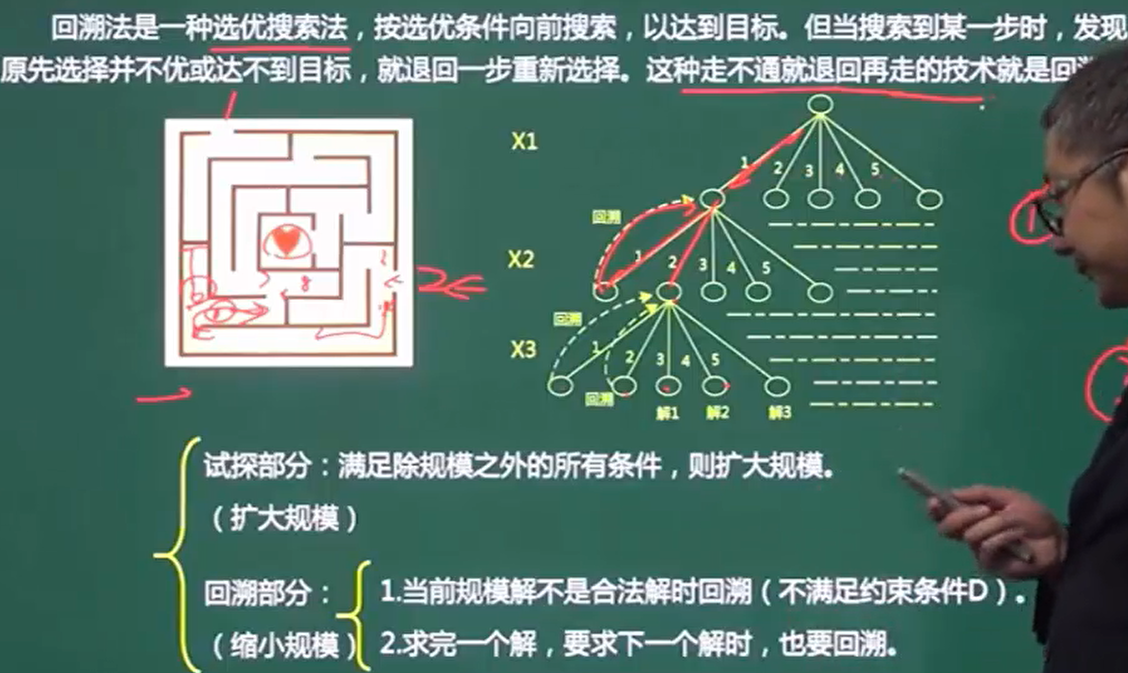 回溯法是一种选优搜索法，按选优条件向前搜索，以达到目标。但当搜索到某一步时，发现
原先选择并不优或达不到目标，就退回一步重新选择。这种走不通就退回再走的技术就是回
X1
1 2 3 4 5
回溯
X2
1 2 3 4 5
回溯
X3
1 2 3 4 5
回溯 解1 解2 解3
试探部分：满足除规模之外的所有条件，则扩大规模。
（扩大规模）
回溯部分：
（缩小规模）
1.当前规模解不是合法解时回溯（不满足约束条件D）。
2.求完一个解，要求下一个解时，也要回溯。